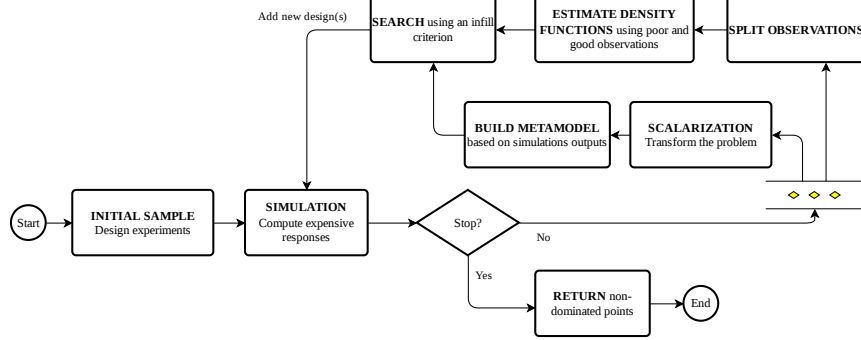 Add new design(s)
SEARCH using an infill
criterion
ESTIMATE DENSITY
FUNCTIONS using poor and
good observations
SPLIT OBSERVATIONS
BUILD METAMODEL
based on simulations outputs
SCALARIZATION
Transform the problem
Start
INITIAL SAMPLE
Design experiments
SIMULATION
Compute expensive
responses
Stop?
No
Yes
RETURN non-
dominated points
End